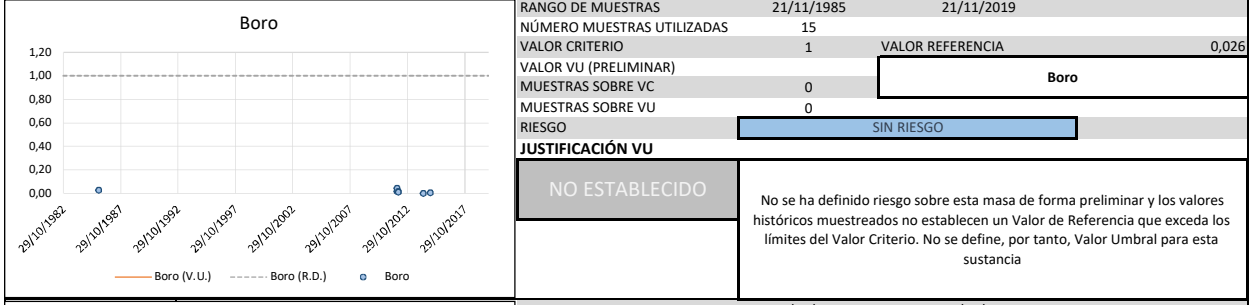 Boro
1,20
1,00
0,80
0,60
0,40
0,20
0,00
29/10/1982
29/10/1987
29/10/1992
29/10/1997
29/10/2002
29/10/2007
29/10/2012
29/10/2017
Boro (V.U.) Boro (R.D.) Boro
RANGO DE MUESTRAS 21/11/1985 21/11/2019
NÚMERO MUESTRAS UTILIZADAS 15
VALOR CRITERIO 1 VALOR REFERENCIA 0,026
VALOR VU (PRELIMINAR)
Boro
MUESTRAS SOBRE VC 0
MUESTRAS SOBRE VU 0
RIESGO SIN RIESGO
JUSTIFICACIÓN VU
NO ESTABLECIDO
No se ha definido riesgo sobre esta masa de forma preliminar y los valores
históricos muestreados no establecen un Valor de Referencia que exceda los
límites del Valor Criterio. No se define, por tanto, Valor Umbral para esta
sustancia